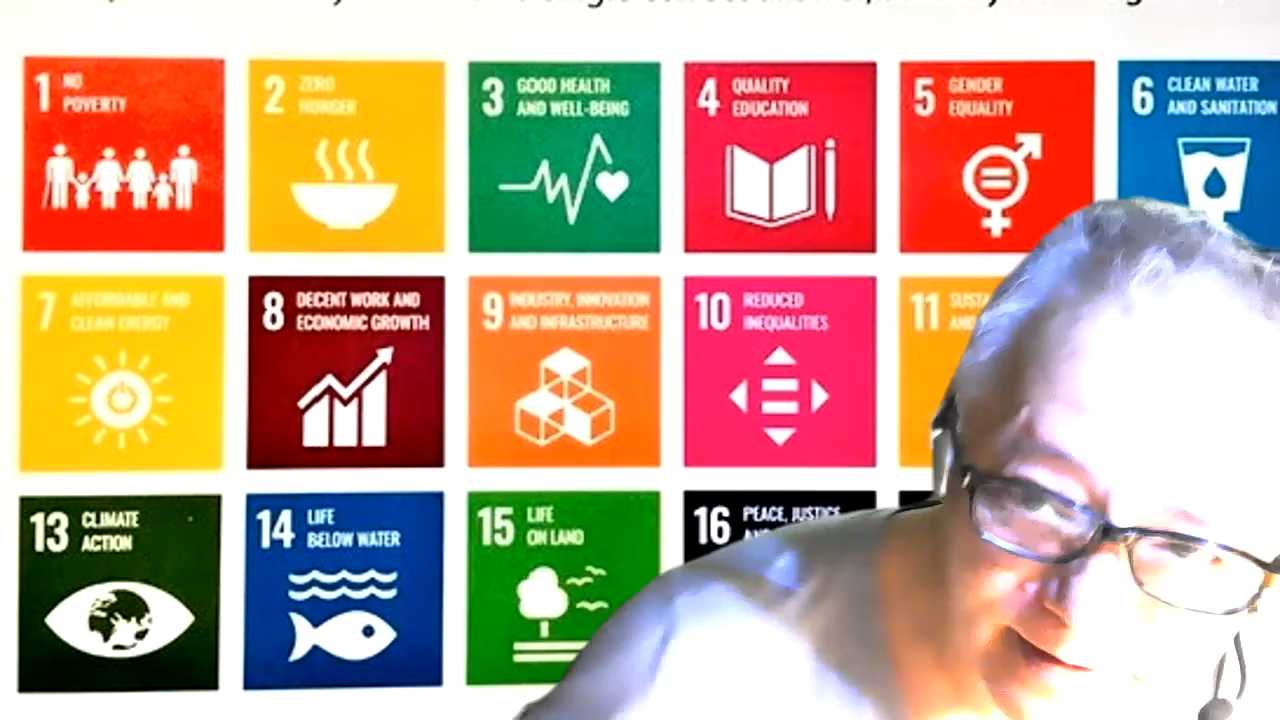 1 NO
POVERTY
2 ZERO
HUNGER
3 GOOD HEALTH
AND WELL-BEING
4 QUALITY
EDUCATION
5 GENDER
EQUALITY
6 CLEAN WATER
AND SANITATION
7 AFFORDABLE AND
CLEAN ENERGY
8 DECENT WORK AND
ECONOMIC GROWTH
9 INDUSTRY, INNOVATION
AND INFRASTRUCTURE
10 REDUCED
INEQUALITIES
11
13 CLIMATE
ACTION
14 LIFE
BELOW WATER
15 LIFE
ON LAND
16 PEACE, JUSTICE